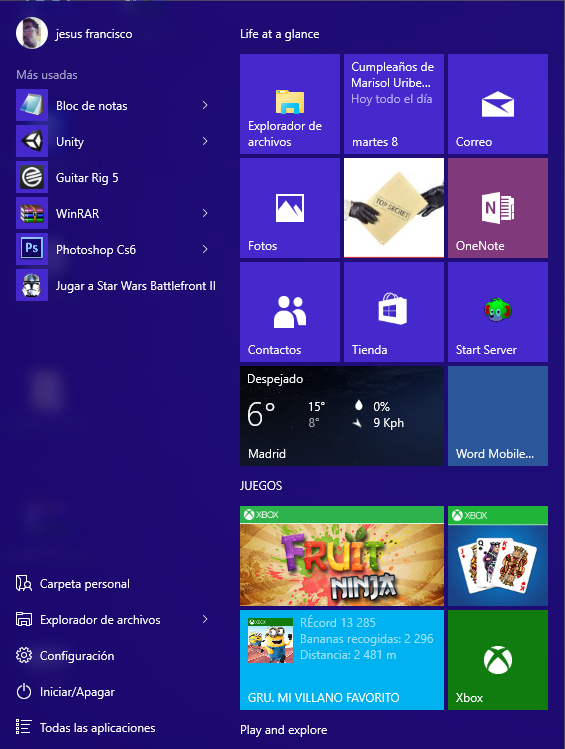 jesus francisco
Más usadas
Bloc de notas
Unity
Guitar Rig 5
WinRAR
Ps
Photoshop Cs6
Jugar a Star Wars Battlefront II
Carpeta personal
Explorador de archivos
Configuración
Iniciar/Apagar
Todas las aplicaciones
Life at a glance
Explorador de
archivos
Cumpleaños de
Marisol Uribe...
Hoy todo el día
martes 8
Correo
Fotos
TOP SECRET
N
OneNote
Contactos
Tienda
Start Server
Despejado
6°
15°
8°
0%
9 Kph
Madrid
Word Mobile...
JUEGOS
XBOX
FRUIT
NINJA
XBOX
J
Q
K
XBOX
RÉcord 13 285
Bananas recogidas: 2 296
Distancia: 2 481 m
GRU. MI VILLANO FAVORITO
Xbox
Play and explore